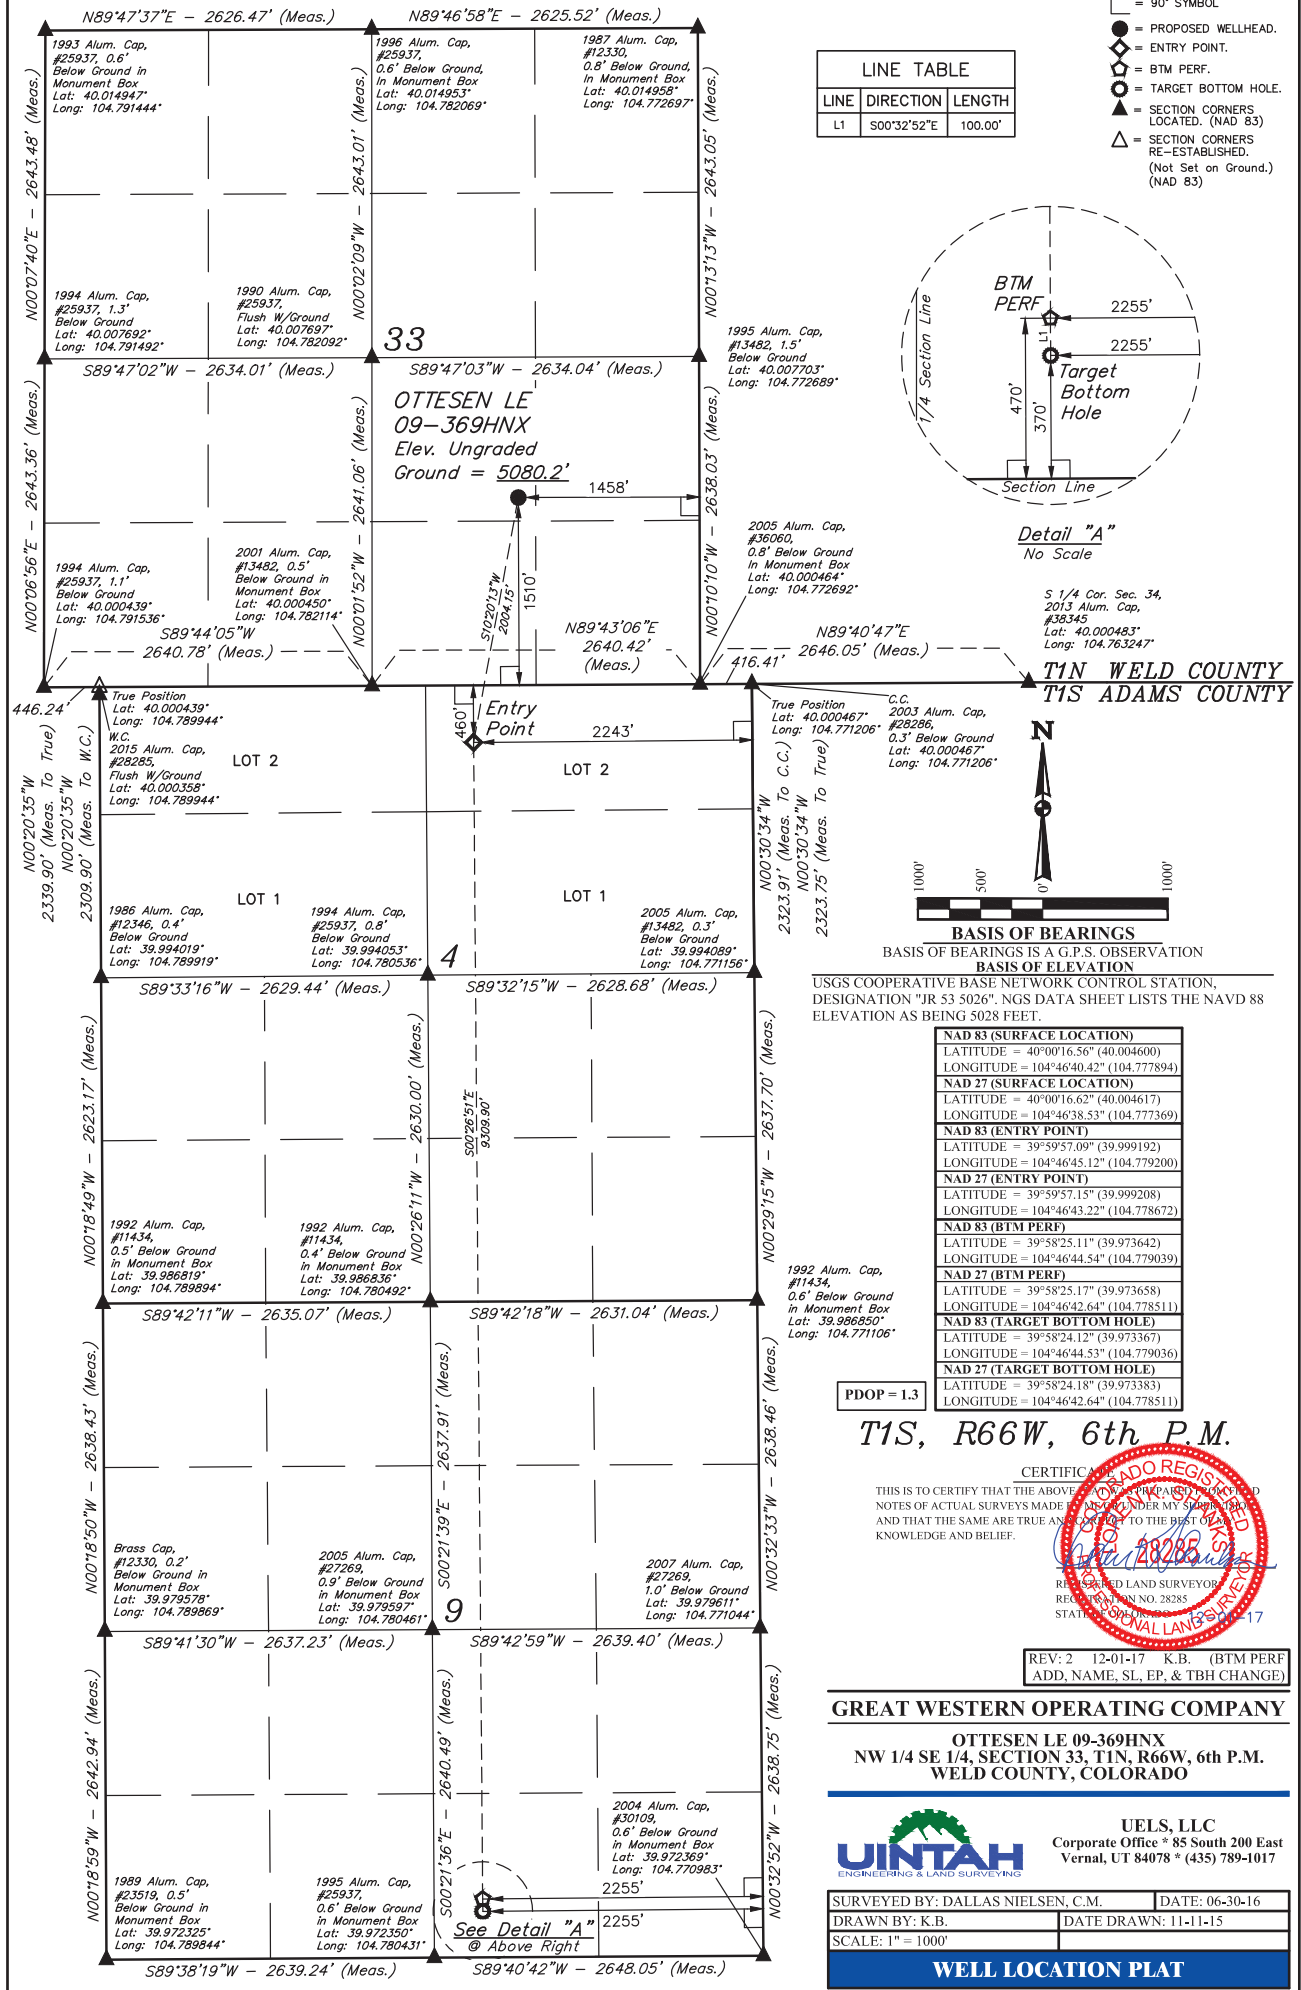 N89°47'37"E - 2626.47' (Meas.)
N89°46'58"E - 2625.52' (Meas.)
1993 Alum. Cap,
#25937, 0.6'
Below Ground in
Monument Box
Lat: 40.014947°
Long: 104.791444°
1996 Alum. Cap,
#25937,
0.6' Below Ground,
In Monument Box
Lat: 40.014953°
Long: 104.782069°
1987 Alum. Cap,
#12330,
0.8' Below Ground,
In Monument Box
Lat: 40.014958°
Long: 104.772697°
N00°07'40"E - 2643.48' (Meas.)
N00°02'09"W - 2643.01' (Meas.)
N00°13'13"W - 2643.05' (Meas.)
LINE TABLE
LINE DIRECTION LENGTH
L1 S00°32'52"E 100.00'
= 90° SYMBOL
= PROPOSED WELLHEAD.
= ENTRY POINT.
= BTM PERF.
= TARGET BOTTOM HOLE.
= SECTION CORNERS
LOCATED. (NAD 83)
= SECTION CORNERS
RE-ESTABLISHED.
(Not Set on Ground.)
(NAD 83)
1994 Alum. Cap,
#25937, 1.3'
Below Ground
Lat: 40.007692°
Long: 104.791492°
1990 Alum. Cap,
#25937,
Flush W/Ground
Lat: 40.007697°
Long: 104.782092°
33
1995 Alum. Cap,
#13482, 1.5'
Below Ground
Lat: 40.007703°
Long: 104.772689°
S89°47'02"W - 2634.01' (Meas.)
S89°47'03"W - 2634.04' (Meas.)
BTM
PERF
2255'
L1
2255'
Target
Bottom
Hole
470'
370'
1/4 Section Line
Section Line
Detail "A"
No Scale
OTTESEN LE
09-369HNX
Elev. Ungraded
Ground = 5080.2'
1458'
1510'
S10°20'13"W
2004.15'
N00°06'56"E - 2643.36' (Meas.)
N00°01'52"W - 2641.06' (Meas.)
N00°10'10"W - 2638.03' (Meas.)
1994 Alum. Cap,
#25937, 1.1'
Below Ground
Lat: 40.000439°
Long: 104.791536°
2001 Alum. Cap,
#13482, 0.5'
Below Ground in
Monument Box
Lat: 40.000450°
Long: 104.782114°
2005 Alum. Cap,
#36060,
0.8' Below Ground
In Monument Box
Lat: 40.000464°
Long: 104.772692°
S 1/4 Cor. Sec. 34,
2013 Alum. Cap,
#38345
Lat: 40.000483°
Long: 104.763247°
S89°44'05"W
2640.78' (Meas.)
N89°43'06"E
2640.42'
(Meas.)
N89°40'47"E
2646.05' (Meas.)
416.41'
T1N WELD COUNTY
T1S ADAMS COUNTY
446.24'
True Position
Lat: 40.000439°
Long: 104.789944°
W.C.
2015 Alum. Cap,
#28285,
Flush W/Ground
Lat: 40.000358°
Long: 104.789944°
460'
Entry
Point
2243'
True Position
Lat: 40.000467°
Long: 104.771206°
C.C.
2003 Alum. Cap,
#28286,
0.3' Below Ground
Lat: 40.000467°
Long: 104.771206°
N00°20'35"W
2339.90' (Meas. To True)
N00°20'35"W
2309.90' (Meas. To W.C.)
N00°30'34"W
2323.91' (Meas. To C.C.)
N00°30'34"W
2323.75' (Meas. To True)
LOT 2
LOT 2
LOT 1
LOT 1
N
1000'
500'
0'
1000'
1986 Alum. Cap,
#12346, 0.4'
Below Ground
Lat: 39.994019°
Long: 104.789919°
1994 Alum. Cap,
#25937, 0.8'
Below Ground
Lat: 39.994053°
Long: 104.780536°
2005 Alum. Cap,
#13482, 0.3'
Below Ground
Lat: 39.994089°
Long: 104.771156°
4
S89°33'16"W - 2629.44' (Meas.)
S89°32'15"W - 2628.68' (Meas.)
BASIS OF BEARINGS
BASIS OF BEARINGS IS A G.P.S. OBSERVATION
BASIS OF ELEVATION
USGS COOPERATIVE BASE NETWORK CONTROL STATION,
DESIGNATION "JR 53 5026". NGS DATA SHEET LISTS THE NAVD 88
ELEVATION AS BEING 5028 FEET.
NAD 83 (SURFACE LOCATION)
LATITUDE = 40°00'16.56" (40.004600)
LONGITUDE = 104°46'40.42" (104.777894)
NAD 27 (SURFACE LOCATION)
LATITUDE = 40°00'16.62" (40.004617)
LONGITUDE = 104°46'38.53" (104.777369)
NAD 83 (ENTRY POINT)
LATITUDE = 39°59'57.09" (39.999192)
LONGITUDE = 104°46'45.12" (104.779200)
NAD 27 (ENTRY POINT)
LATITUDE = 39°59'57.15" (39.999208)
LONGITUDE = 104°46'43.22" (104.778672)
NAD 83 (BTM PERF)
LATITUDE = 39°58'25.11" (39.973642)
LONGITUDE = 104°46'44.54" (104.779039)
NAD 27 (BTM PERF)
LATITUDE = 39°58'25.17" (39.973658)
LONGITUDE = 104°46'42.64" (104.778511)
NAD 83 (TARGET BOTTOM HOLE)
LATITUDE = 39°58'24.12" (39.973367)
LONGITUDE = 104°46'44.53" (104.779036)
NAD 27 (TARGET BOTTOM HOLE)
LATITUDE = 39°58'24.18" (39.973383)
LONGITUDE = 104°46'42.64" (104.778511)
PDOP = 1.3
N00°18'49"W - 2623.17' (Meas.)
N00°26'11"W - 2630.00' (Meas.)
S00°26'51"E
9309.90'
N00°29'15"W - 2637.70' (Meas.)
1992 Alum. Cap,
#11434,
0.5' Below Ground
in Monument Box
Lat: 39.986819°
Long: 104.789894°
1992 Alum. Cap,
#11434,
0.4' Below Ground
in Monument Box
Lat: 39.986836°
Long: 104.780492°
1992 Alum. Cap,
#11434,
0.6' Below Ground
in Monument Box
Lat: 39.986850°
Long: 104.771106°
S89°42'11"W - 2635.07' (Meas.)
S89°42'18"W - 2631.04' (Meas.)
N00°18'50"W - 2638.43' (Meas.)
S00°21'39"E - 2637.91' (Meas.)
N00°32'33"W - 2638.46' (Meas.)
T1S, R66W, 6th P.M.
CERTIFICATE
THIS IS TO CERTIFY THAT THE ABOVE PLAT WAS PREPARED FROM FIELD
NOTES OF ACTUAL SURVEYS MADE BY ME OR UNDER MY SUPERVISION
AND THAT THE SAME ARE TRUE AND CORRECT TO THE BEST OF MY
KNOWLEDGE AND BELIEF.
COLORADO REGISTERED
LOREN K. SHANKS
28285
PROFESSIONAL LAND SURVEYOR
REGISTERED LAND SURVEYOR
REGISTRATION NO. 28285
STATE OF COLORADO
12-01-17
Brass Cap,
#12330, 0.2'
Below Ground in
Monument Box
Lat: 39.979578°
Long: 104.789869°
2005 Alum. Cap,
#27269,
0.9' Below Ground
in Monument Box
Lat: 39.979597°
Long: 104.780461°
2007 Alum. Cap,
#27269,
1.0' Below Ground
in Monument Box
Lat: 39.979611°
Long: 104.771044°
9
S89°41'30"W - 2637.23' (Meas.)
S89°42'59"W - 2639.40' (Meas.)
REV: 2 12-01-17 K.B. (BTM PERF
ADD, NAME, SL, EP, & TBH CHANGE)
N00°18'59"W - 2642.94' (Meas.)
S00°21'36"E - 2640.49' (Meas.)
N00°32'52"W - 2638.75' (Meas.)
1989 Alum. Cap,
#23519, 0.5'
Below Ground in
Monument Box
Lat: 39.972325°
Long: 104.789844°
1995 Alum. Cap,
#25937,
0.6' Below Ground
in Monument Box
Lat: 39.972350°
Long: 104.780431°
2004 Alum. Cap,
#30109,
0.6' Below Ground
in Monument Box
Lat: 39.972369°
Long: 104.770983°
2255'
2255'
See Detail "A"
@ Above Right
S89°38'19"W - 2639.24' (Meas.)
S89°40'42"W - 2648.05' (Meas.)
GREAT WESTERN OPERATING COMPANY
OTTESEN LE 09-369HNX
NW 1/4 SE 1/4, SECTION 33, T1N, R66W, 6th P.M.
WELD COUNTY, COLORADO
UINTAH
ENGINEERING & LAND SURVEYING
UELS, LLC
Corporate Office * 85 South 200 East
Vernal, UT 84078 * (435) 789-1017
SURVEYED BY: DALLAS NIELSEN, C.M. DATE: 06-30-16
DRAWN BY: K.B. DATE DRAWN: 11-11-15
SCALE: 1" = 1000'
WELL LOCATION PLAT